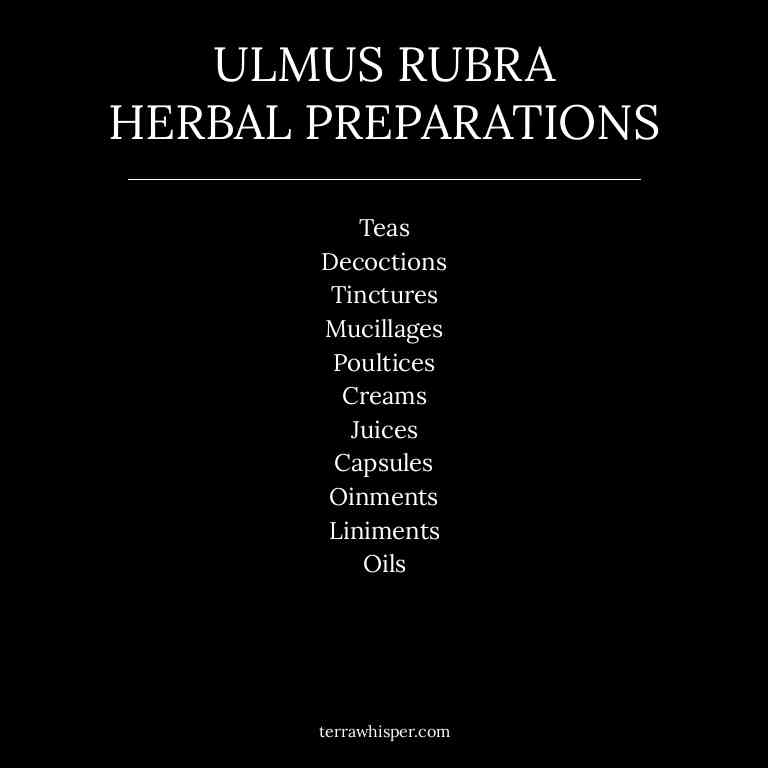 ULMUS RUBRA
HERBAL PREPARATIONS
Teas
Decoctions
Tinctures
Mucillages
Poultices
Creams
Juices
Capsules
Oinments
Liniments
Oils
terrawhisper.com